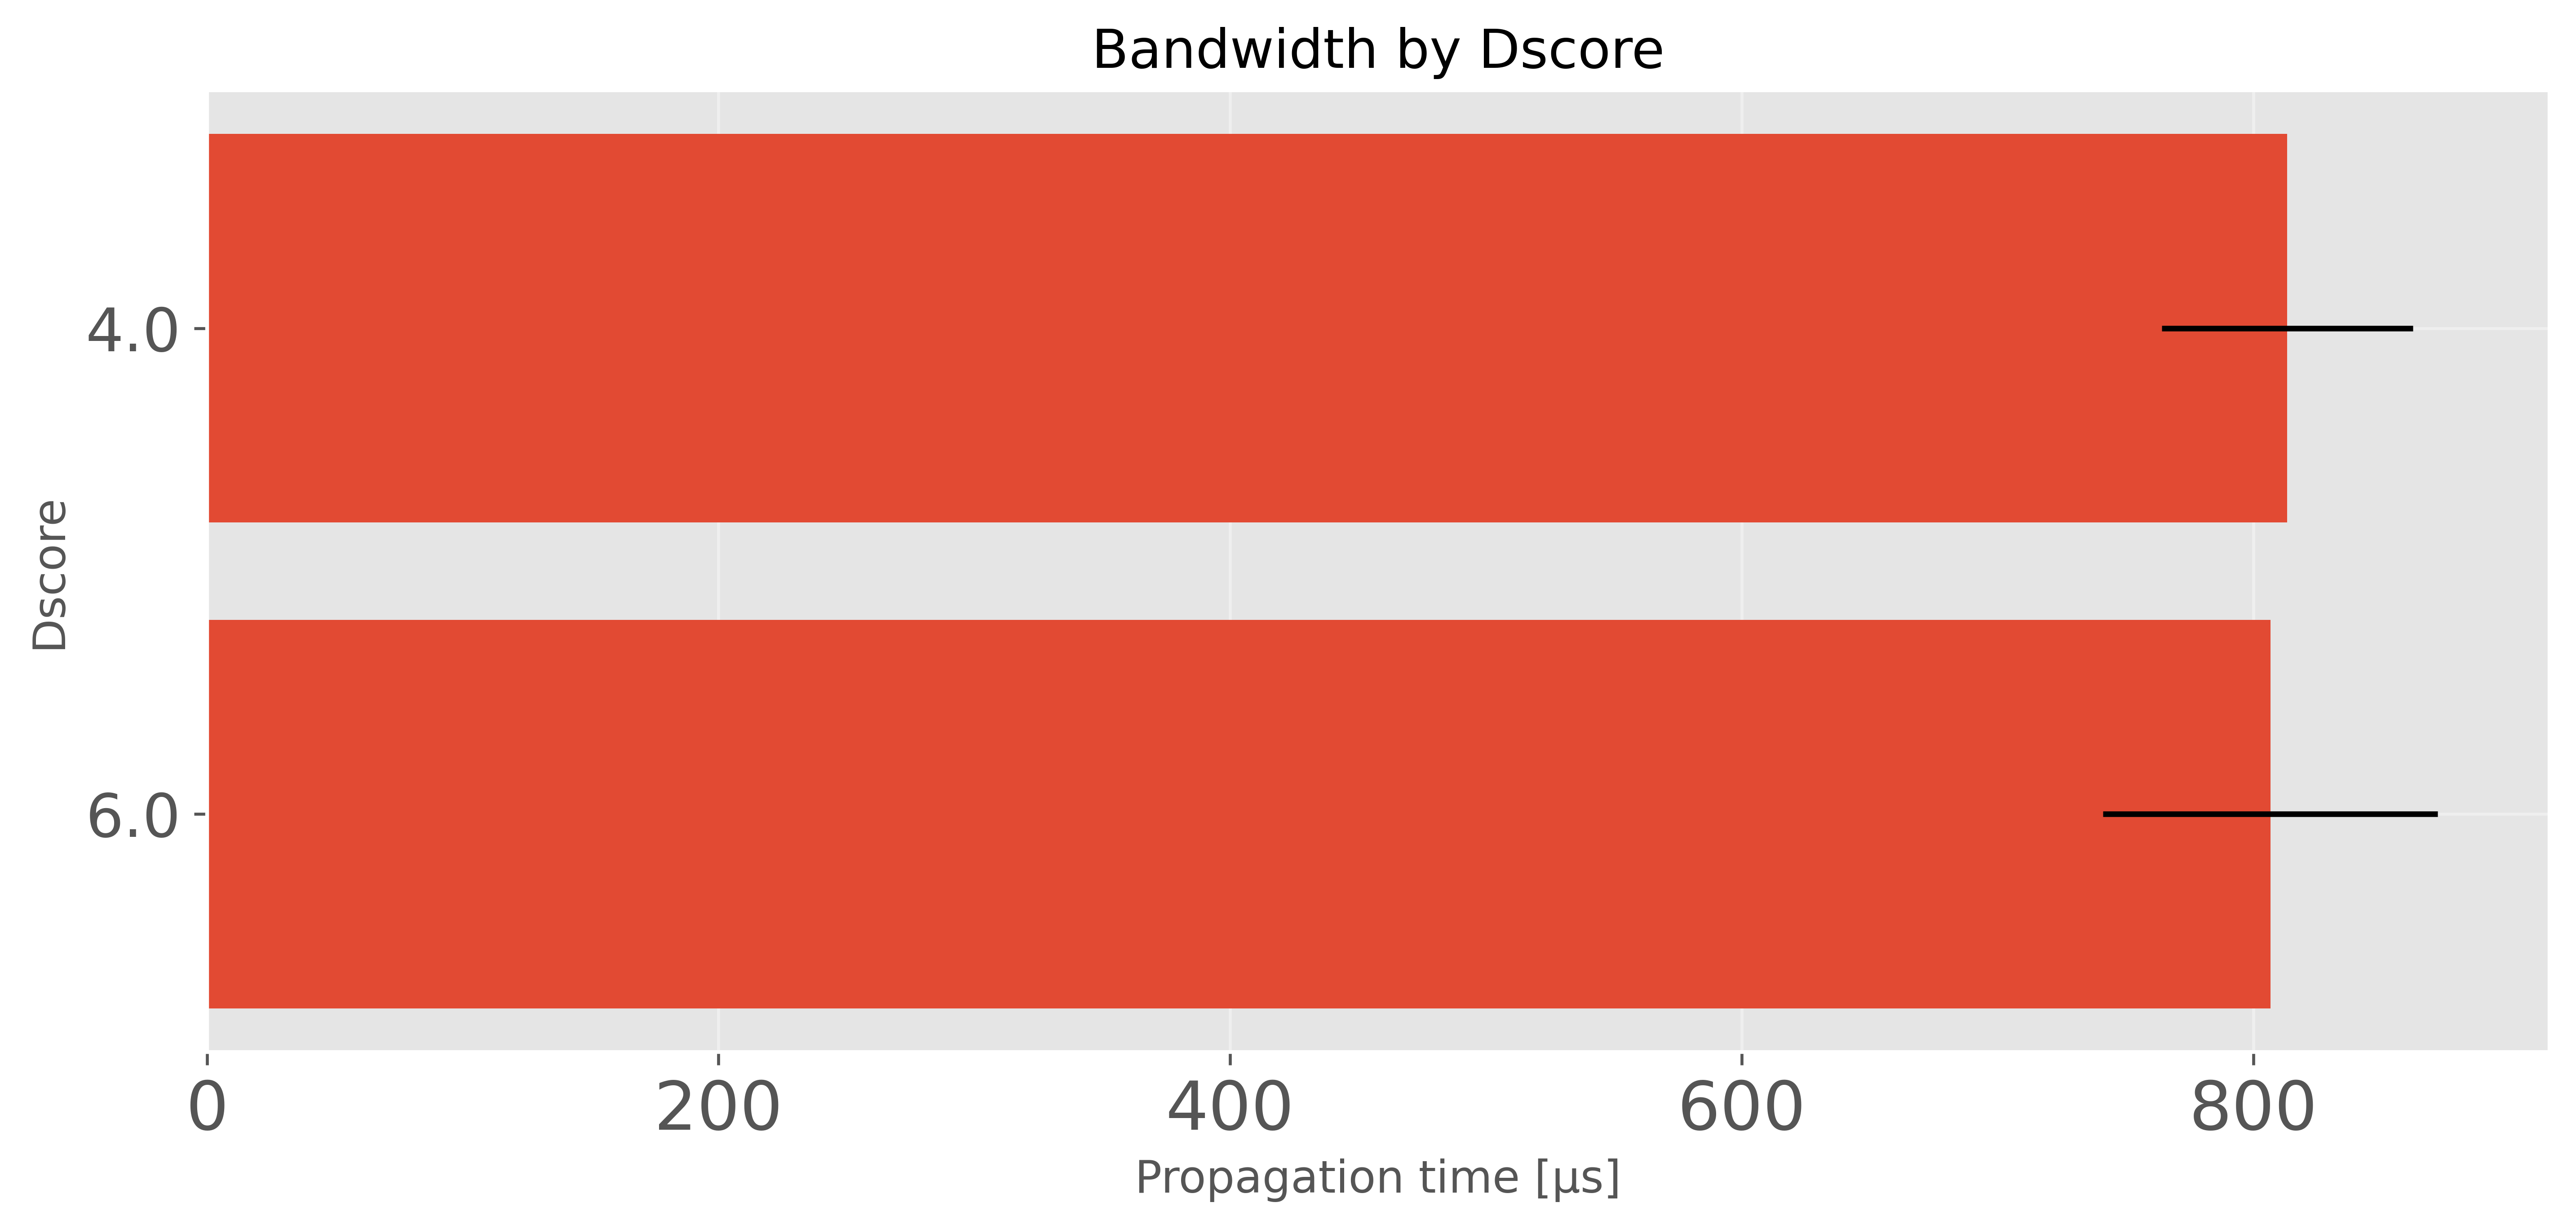 Bandwidth by Dscore
Dscore
4.0
6.0
0 200 400 600 800
Propagation time [µs]